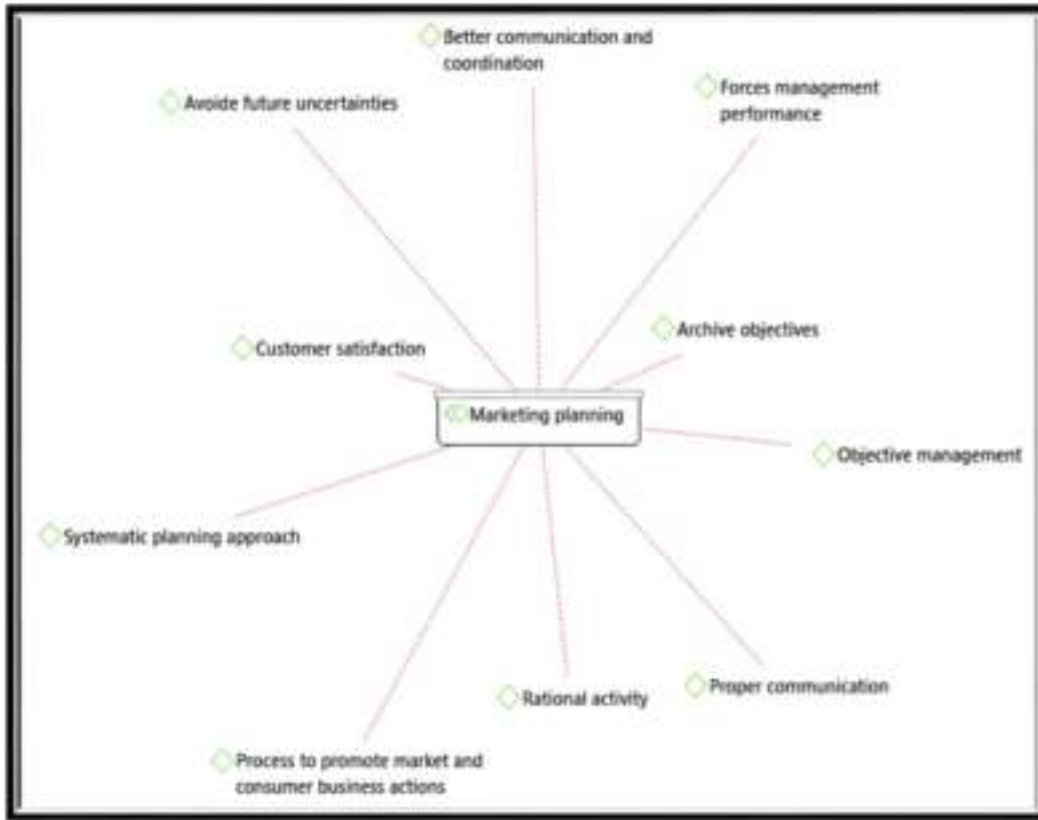 Better communication and
coordination
Forces management
performance
Avoide future uncertainties
Archive objectives
Customer satisfaction
Marketing planning
Objective management
Systematic planning approach
Proper communication
Rational activity
Process to promote market and
consumer business actions